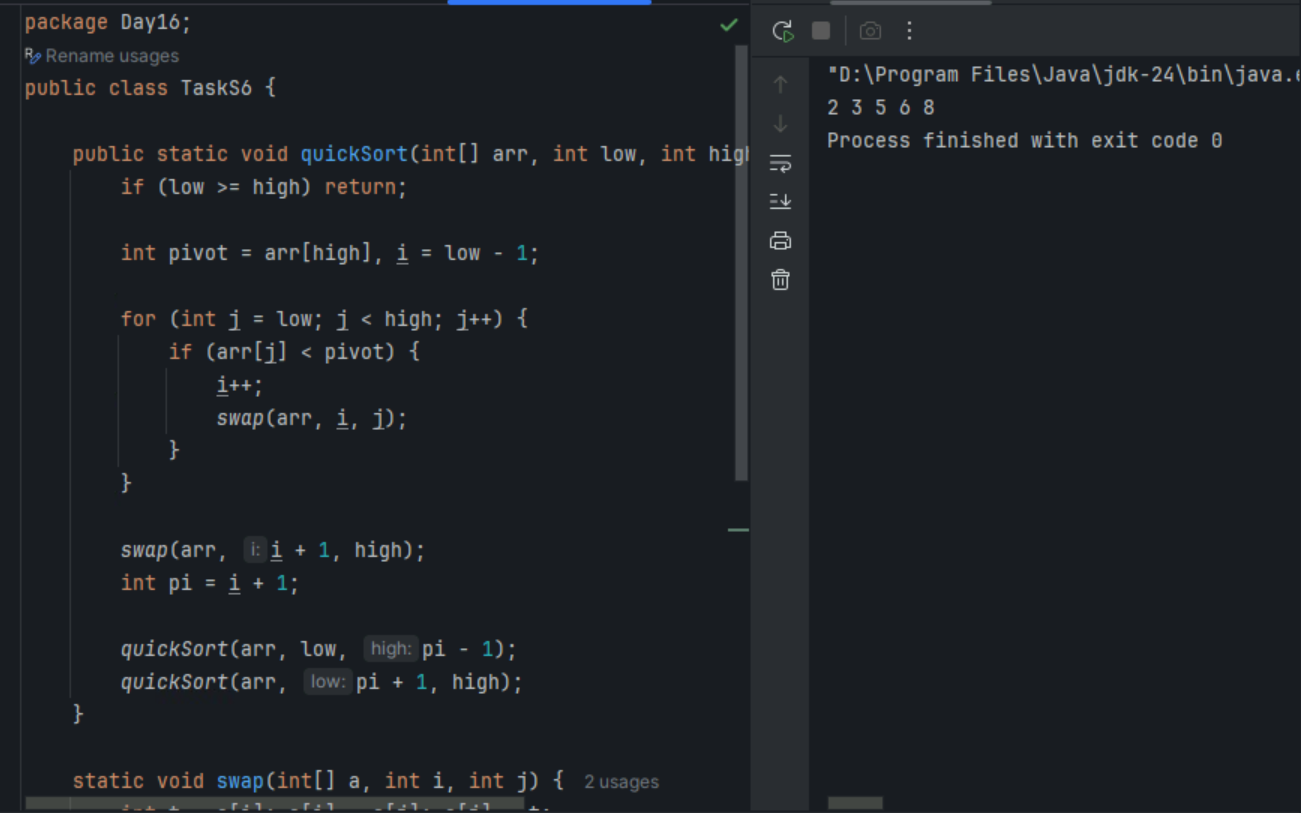 package Day16;
Rename usages
public class TaskS6 {
public static void quickSort(int[] arr, int low, int high
if (low >= high) return;
int pivot = arr[high], i = low - 1;
for (int j = low; j < high; j++) {
if (arr[j] < pivot) {
i++;
swap(arr, i, j);
}
}
swap(arr, i: i + 1, high);
int pi = i + 1;
quickSort(arr, low, high: pi - 1);
quickSort(arr, low: pi + 1, high);
}
static void swap(int[] a, int i, int j) { 2 usages
"D:\Program Files\Java\jdk-24\bin\java.e
2 3 5 6 8
Process finished with exit code 0